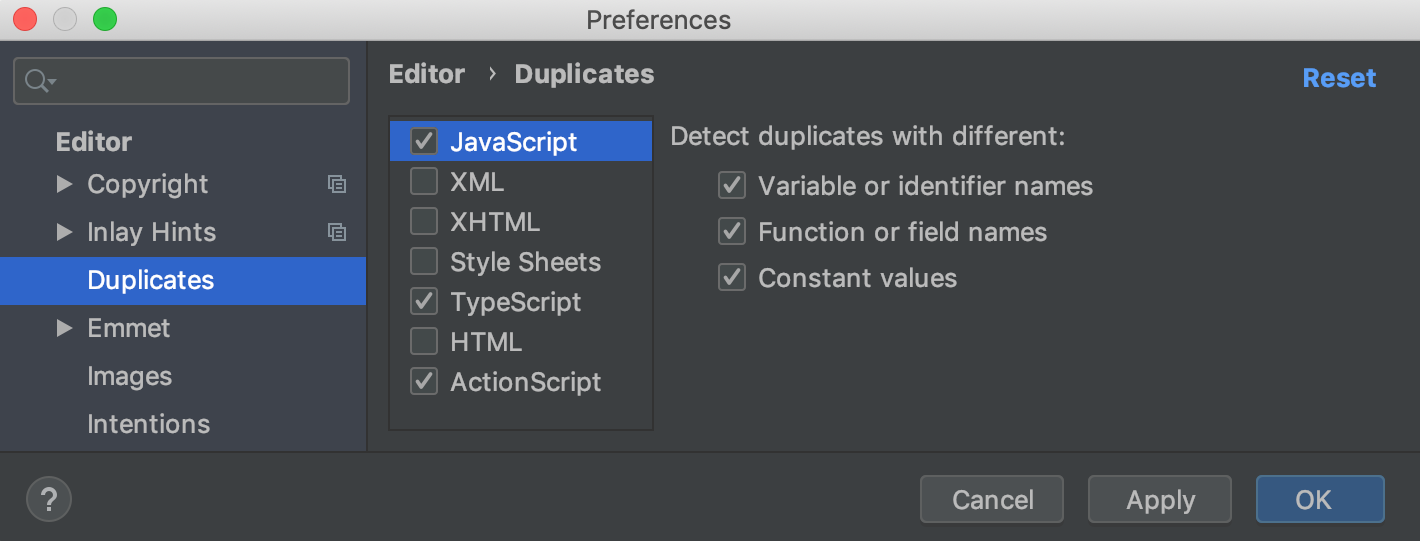 Preferences
Editor
Copyright
Inlay Hints
Duplicates
Emmet
Images
Intentions
Editor › Duplicates
Reset
JavaScript
XML
XHTML
Style Sheets
TypeScript
HTML
ActionScript
Detect duplicates with different:
Variable or identifier names
Function or field names
Constant values
?
Cancel
Apply
OK